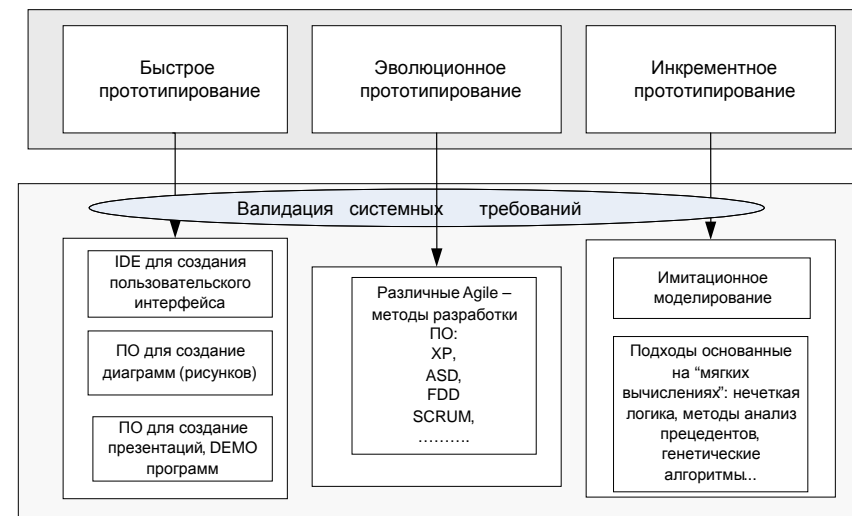 Быстрое
прототипирование
Эволюционное
прототипирование
Инкрементное
прототипирование
Валидация системных требований
IDE для создания
пользовательского
интерфейса
ПО для создание
диаграмм (рисунков)
ПО для создание
презентаций, DEMO
программ
Различные Agile –
методы разработки
ПО:
XP,
ASD,
FDD
SCRUM,
……….
Имитационное
моделирование
Подходы основанные
на “мягких
вычислениях”: нечеткая
логика, методы анализ
прецедентов,
генетические
алгоритмы...